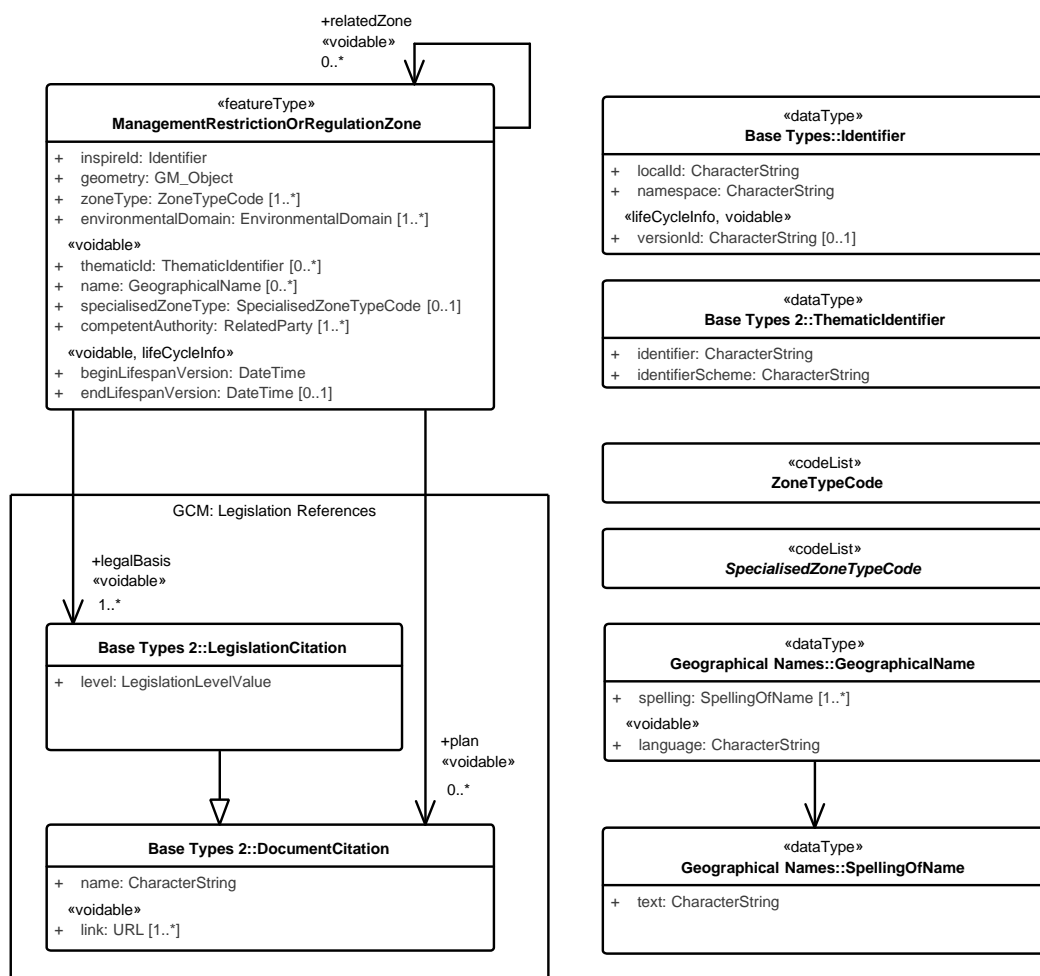 +relatedZone
«voidable»
0..*
«featureType»
ManagementRestrictionOrRegulationZone
+ inspireId: Identifier
+ geometry: GM_Object
+ zoneType: ZoneTypeCode [1..*]
+ environmentalDomain: EnvironmentalDomain [1..*]
«voidable»
+ thematicId: ThematicIdentifier [0..*]
+ name: GeographicalName [0..*]
+ specialisedZoneType: SpecialisedZoneTypeCode [0..1]
+ competentAuthority: RelatedParty [1..*]
«voidable, lifeCycleInfo»
+ beginLifespanVersion: DateTime
+ endLifespanVersion: DateTime [0..1]
GCM: Legislation References
+legalBasis
«voidable»
1..*
Base Types 2::LegislationCitation
+ level: LegislationLevelValue
+plan
«voidable»
0..*
Base Types 2::DocumentCitation
+ name: CharacterString
«voidable»
+ link: URL [1..*]
«dataType»
Base Types::Identifier
+ localId: CharacterString
+ namespace: CharacterString
«lifeCycleInfo, voidable»
+ versionId: CharacterString [0..1]
«dataType»
Base Types 2::ThematicIdentifier
+ identifier: CharacterString
+ identifierScheme: CharacterString
«codeList»
ZoneTypeCode
«codeList»
SpecialisedZoneTypeCode
«dataType»
Geographical Names::GeographicalName
+ spelling: SpellingOfName [1..*]
«voidable»
+ language: CharacterString
«dataType»
Geographical Names::SpellingOfName
+ text: CharacterString